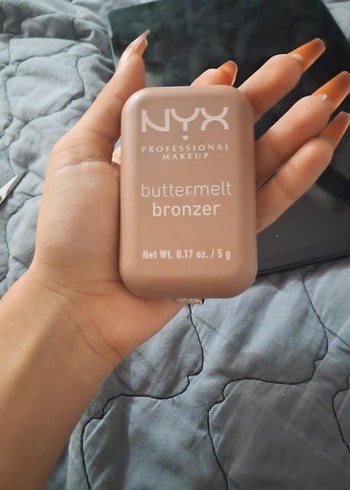 NYX
PROFESSIONAL
MAKEUP
buttermelt
bronzer
Net Wt. 0.17 oz. / 5 g